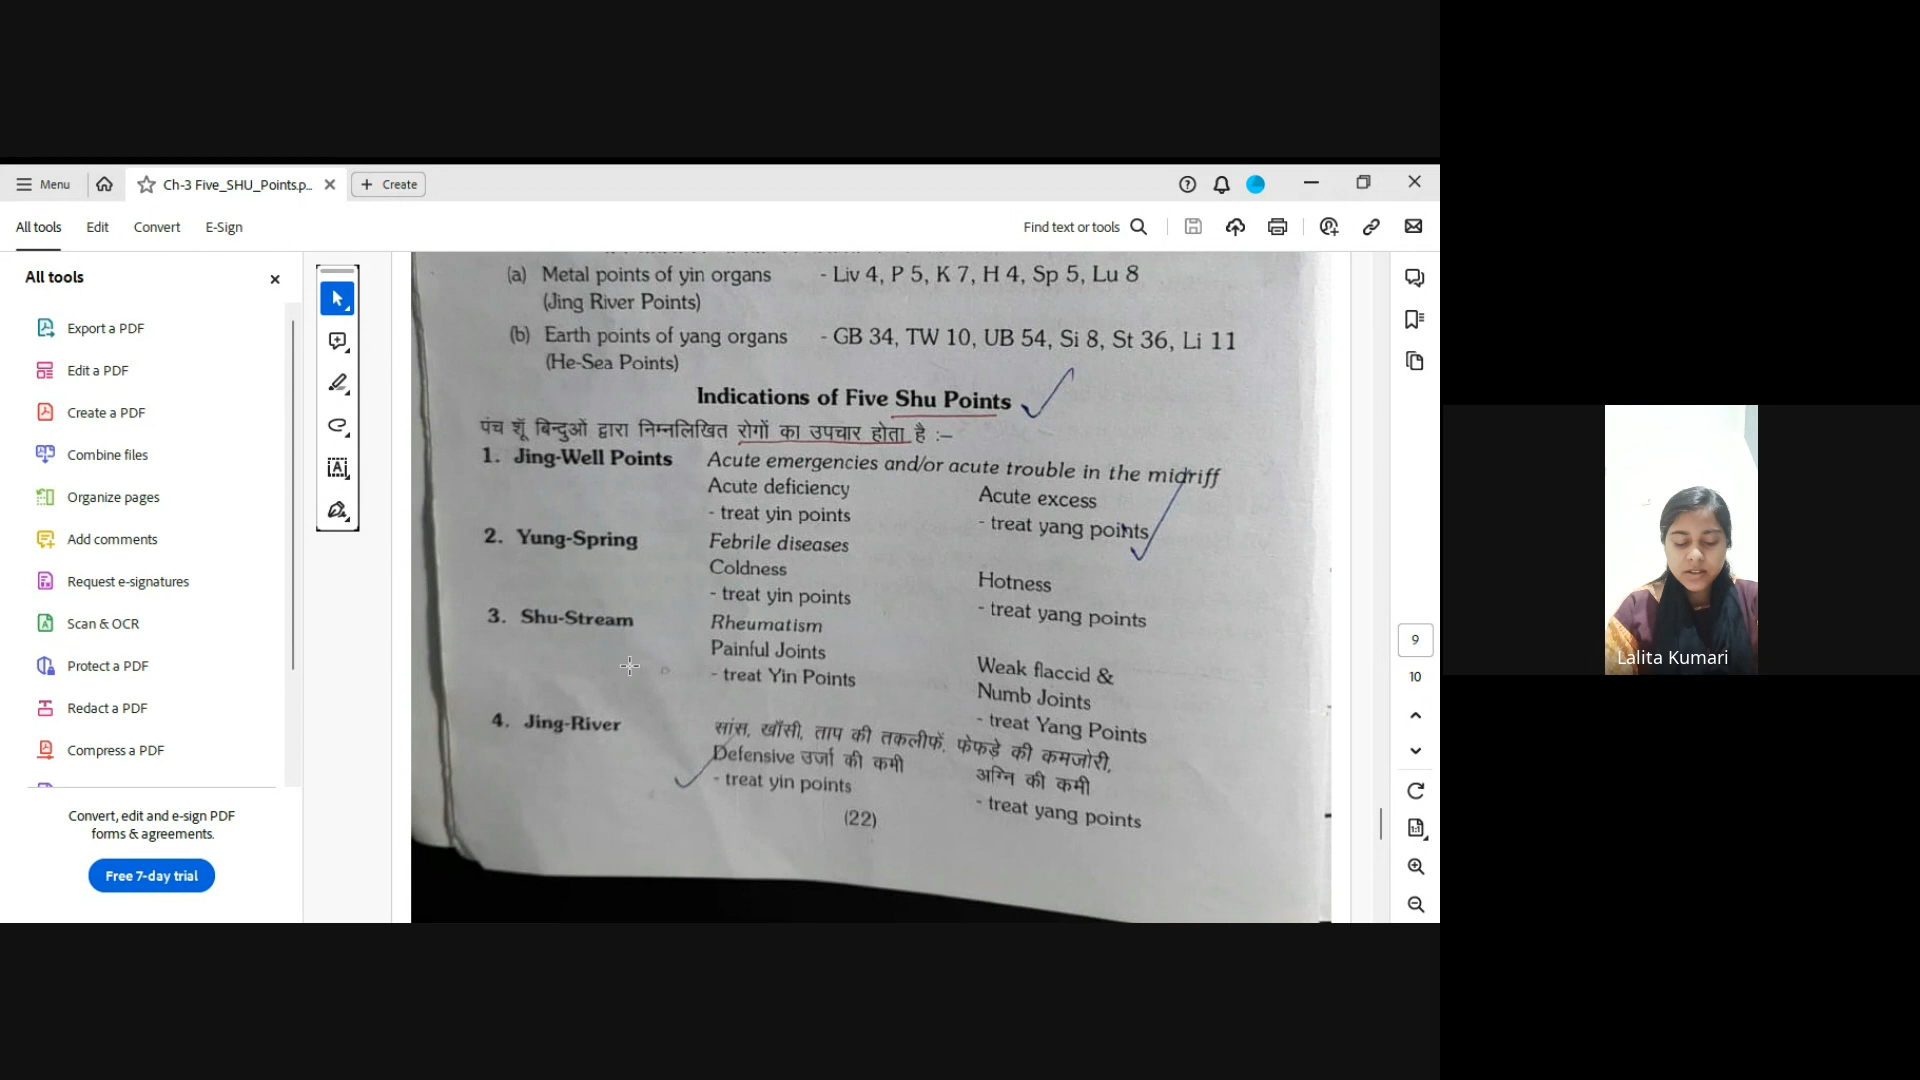 Menu
Ch-3 Five_SHU_Points.p...
Create
All tools
Edit
Convert
E-Sign
Find text or tools
All tools
Export a PDF
Edit a PDF
Create a PDF
Combine files
Organize pages
Add comments
Request e-signatures
Scan & OCR
Protect a PDF
Redact a PDF
Compress a PDF
Convert, edit and e-sign PDF
forms & agreements.
Free 7-day trial
(a) Metal points of yin organs - Liv 4, P 5, K 7, H 4, Sp 5, Lu 8
(Jing River Points)
(b) Earth points of yang organs - GB 34, TW 10, UB 54, Si 8, St 36, Li 11
(He-Sea Points)
Indications of Five Shu Points
पंच शूँ बिन्दुओं द्वारा निम्नलिखित रोगों का उपचार होता है :–
1. Jing-Well Points Acute emergencies and/or acute trouble in the midriff
Acute deficiency Acute excess
- treat yin points - treat yang points
2. Yung-Spring Febrile diseases
Coldness Hotness
- treat yin points - treat yang points
3. Shu-Stream Rheumatism
Painful Joints Weak flaccid &
- treat Yin Points Numb Joints
- treat Yang Points
4. Jing-River सांस, खाँसी, ताप की तकलीफें, फेफड़े की कमजोरी,
Defensive उर्जा की कमी अग्नि की कमी
- treat yin points - treat yang points
(22)
9
10
Lalita Kumari